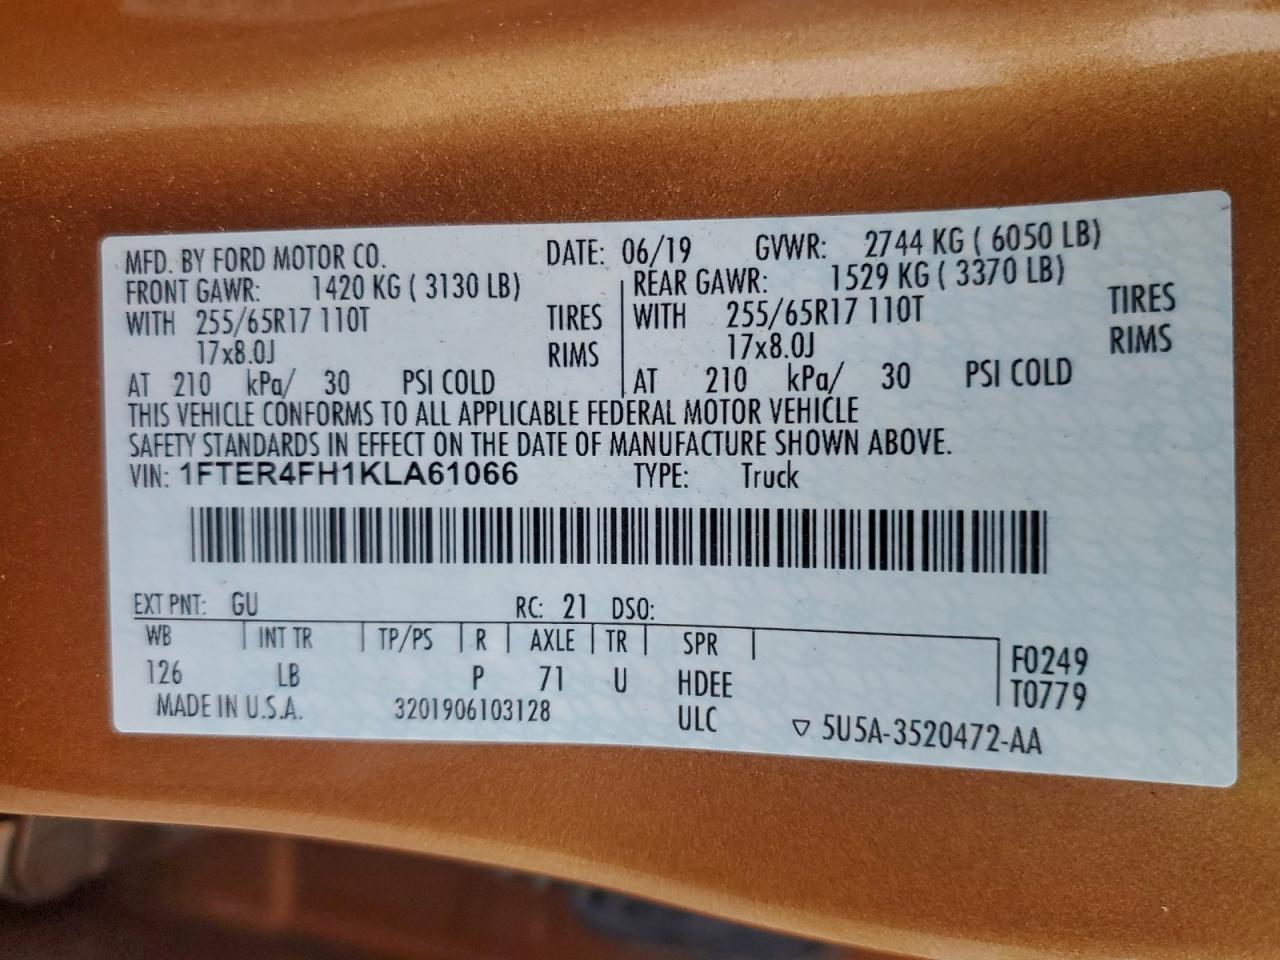 MFD. BY FORD MOTOR CO. DATE: 06/19 GVWR: 2744 KG ( 6050 LB)
FRONT GAWR: 1420 KG ( 3130 LB) REAR GAWR: 1529 KG ( 3370 LB)
WITH 255/65R17 110T TIRES WITH 255/65R17 110T TIRES
17x8.0J RIMS 17x8.0J RIMS
AT 210 kPa/ 30 PSI COLD AT 210 kPa/ 30 PSI COLD
THIS VEHICLE CONFORMS TO ALL APPLICABLE FEDERAL MOTOR VEHICLE
SAFETY STANDARDS IN EFFECT ON THE DATE OF MANUFACTURE SHOWN ABOVE.
VIN: 1FTER4FH1KLA61066 TYPE: Truck
EXT PNT: GU RC: 21 DSO:
WB INT TR TP/PS R AXLE TR SPR F0249
126 LB P 71 U HDEE T0779
MADE IN U.S.A. 3201906103128 ULC ▽ 5U5A-3520472-AA